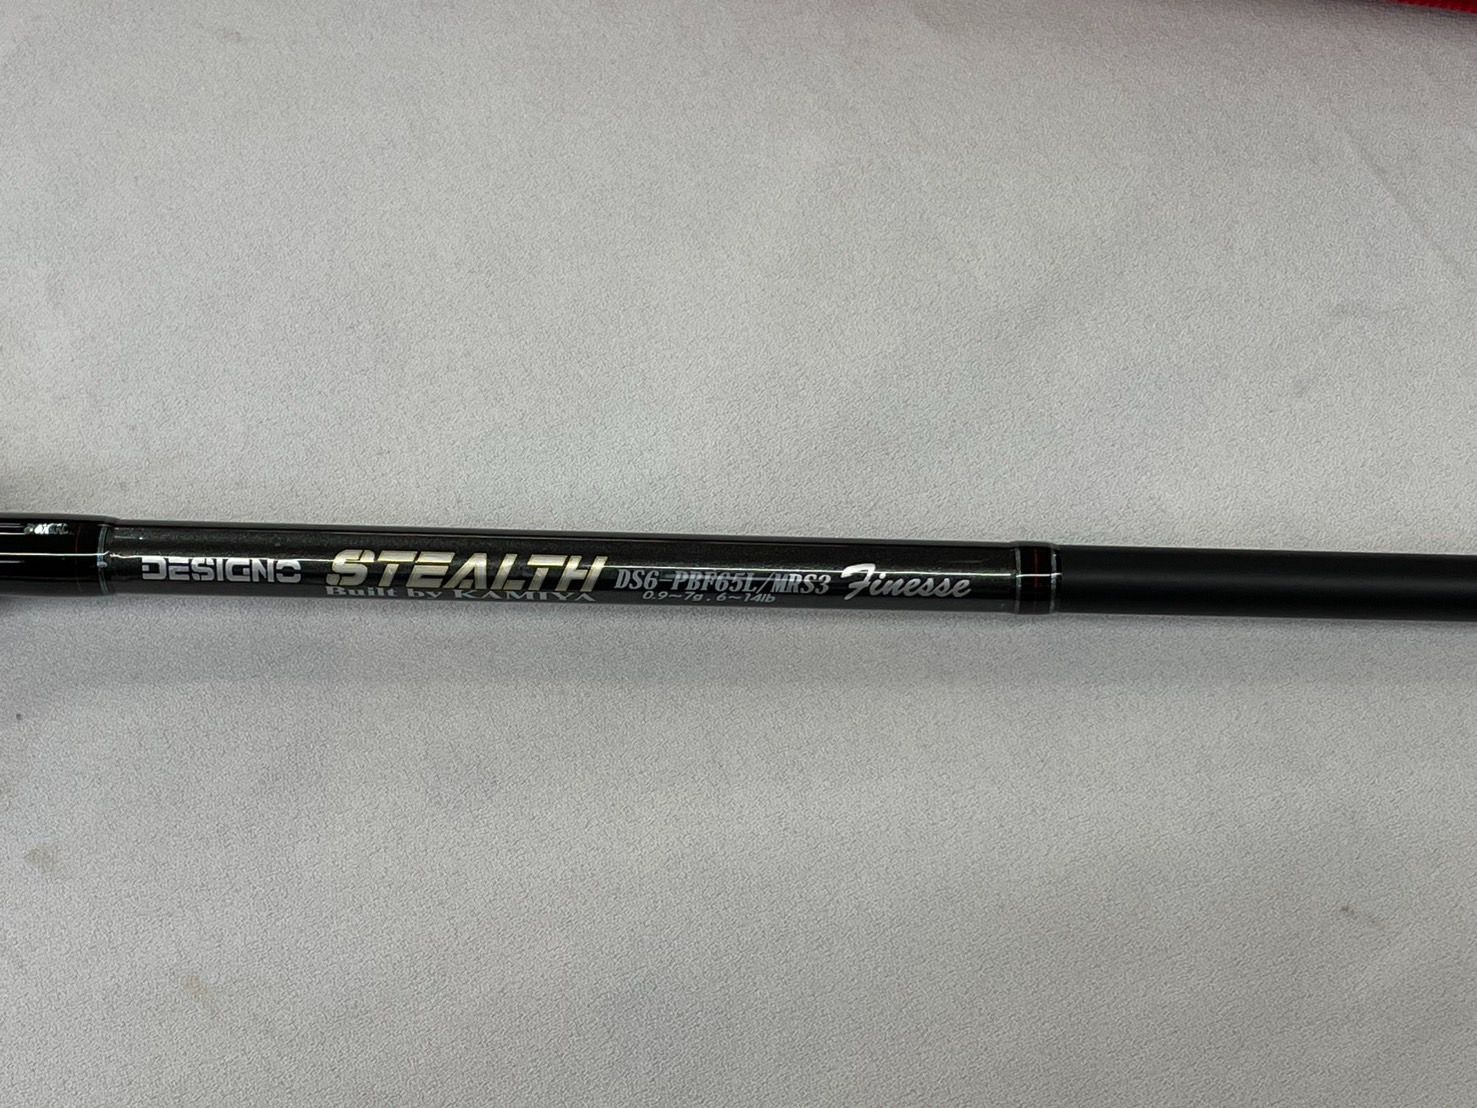 DESIGNO STEALTH DS6-PBF65L/MRS3 Finesse
Built by KAMIYA 0.9~7g, 6~14lb